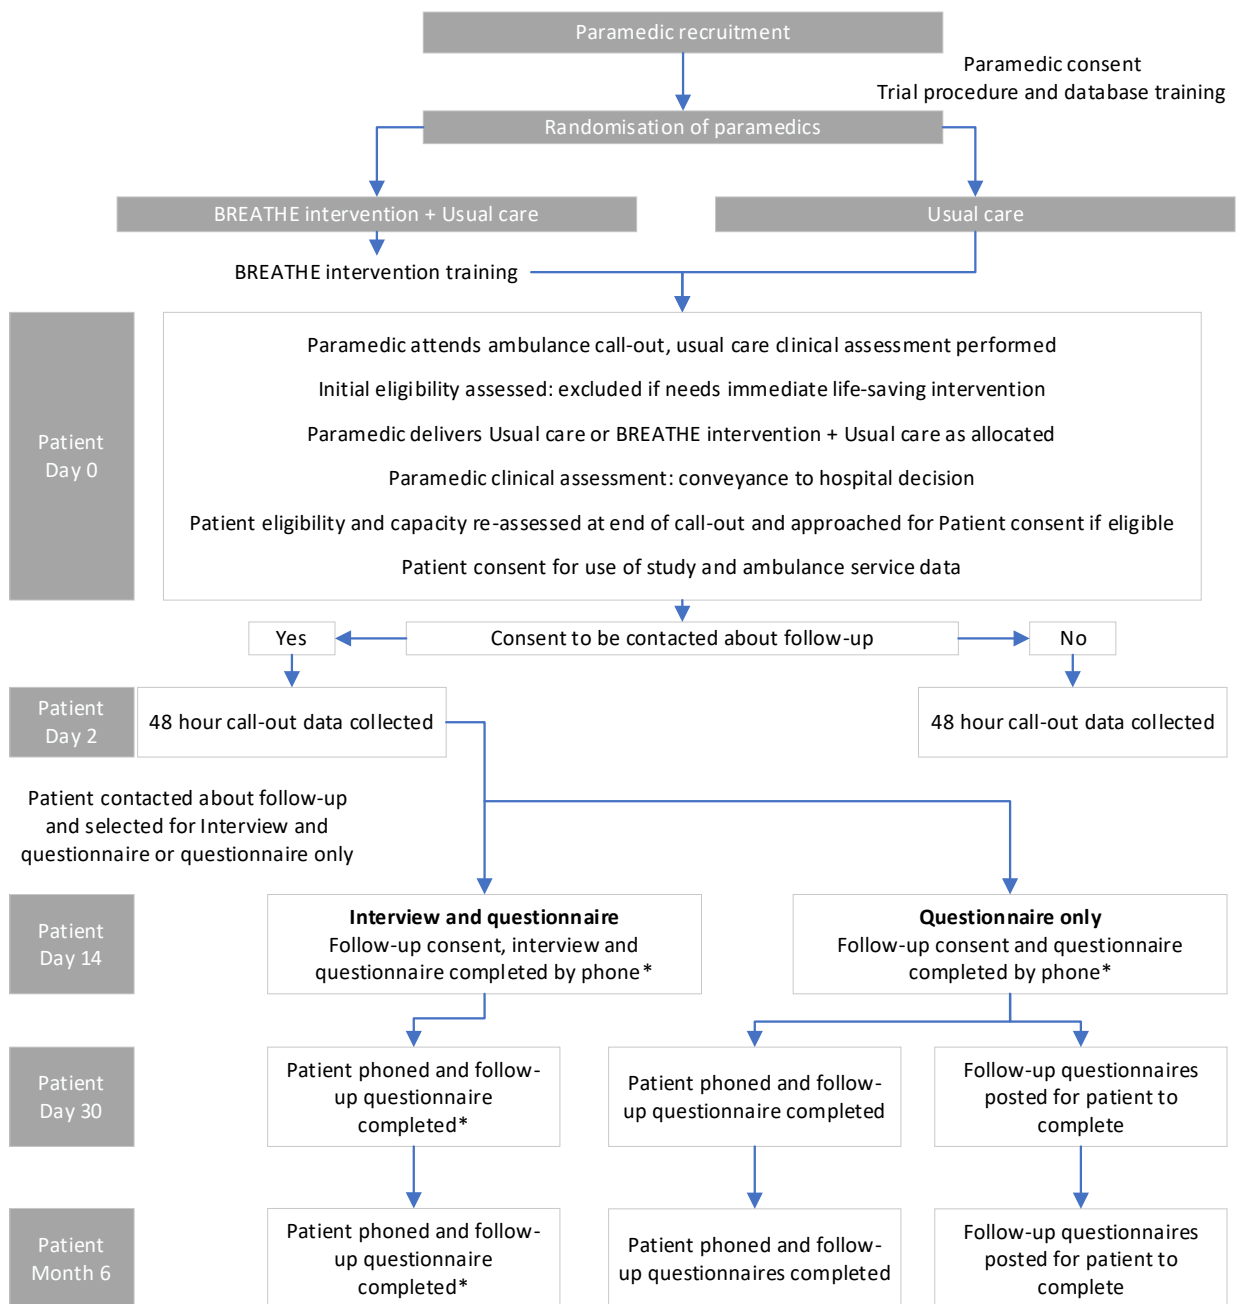 Paramedic recruitment
Paramedic consent
Trial procedure and database training
Randomisation of paramedics
BREATHE intervention + Usual care
Usual care
BREATHE intervention training
Patient
Day 0
Paramedic attends ambulance call-out, usual care clinical assessment performed
Initial eligibility assessed: excluded if needs immediate life-saving intervention
Paramedic delivers Usual care or BREATHE intervention + Usual care as allocated
Paramedic clinical assessment: conveyance to hospital decision
Patient eligibility and capacity re-assessed at end of call-out and approached for Patient consent if eligible
Patient consent for use of study and ambulance service data
Yes
Consent to be contacted about follow-up
No
Patient
Day 2
48 hour call-out data collected
48 hour call-out data collected
Patient contacted about follow-up
and selected for Interview and
questionnaire or questionnaire only
Patient
Day 14
Interview and questionnaire
Follow-up consent, interview and
questionnaire completed by phone*
Questionnaire only
Follow-up consent and questionnaire
completed by phone*
Patient
Day 30
Patient phoned and follow-
up questionnaire
completed*
Patient phoned and follow-
up questionnaire completed
Follow-up questionnaires
posted for patient to
complete
Patient
Month 6
Patient phoned and follow-
up questionnaire
completed*
Patient phoned and follow-
up questionnaires completed
Follow-up questionnaires
posted for patient to
complete